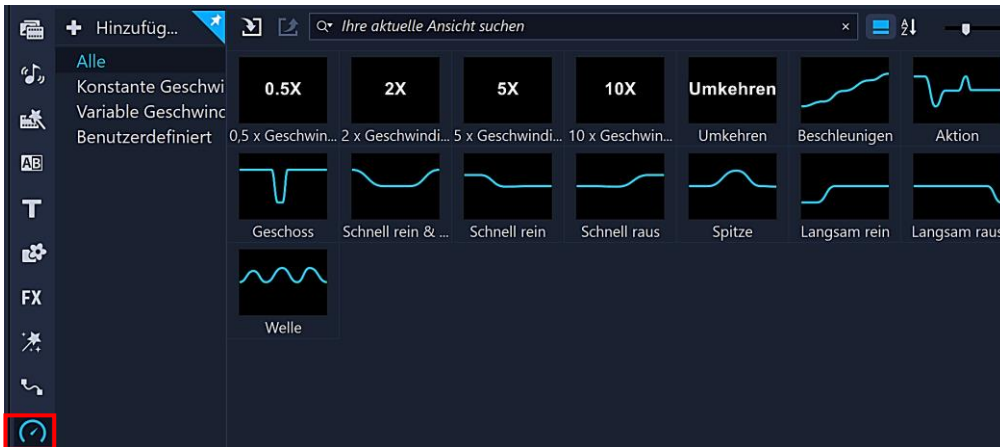 + Hinzufüg...
Ihre aktuelle Ansicht suchen
Alle
Konstante Geschwi
Variable Geschwind
Benutzerdefiniert
0.5X
2X
5X
10X
Umkehren
0,5 x Geschwin...
2 x Geschwindi...
5 x Geschwindi...
10 x Geschwin...
Umkehren
Beschleunigen
Aktion
Geschoss
Schnell rein & ...
Schnell rein
Schnell raus
Spitze
Langsam rein
Langsam raus
Welle
AB
T
FX